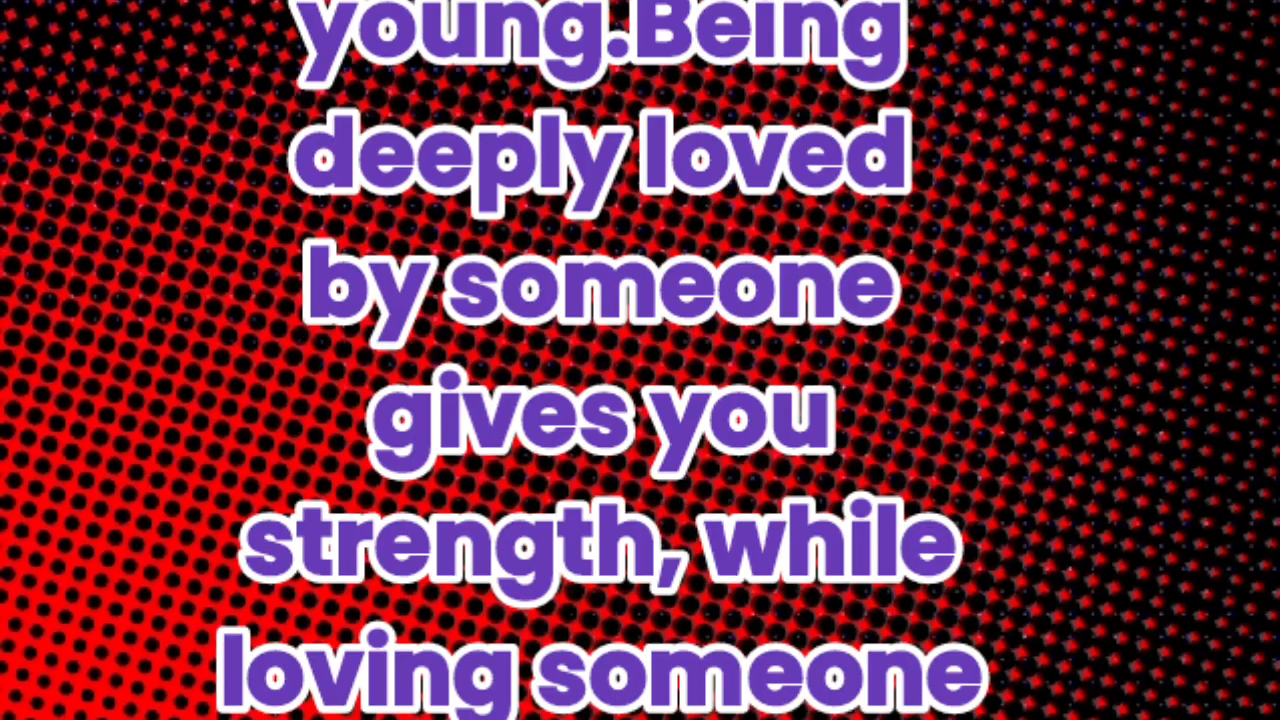 young.Being
deeply loved
by someone
gives you
strength, while
loving someone